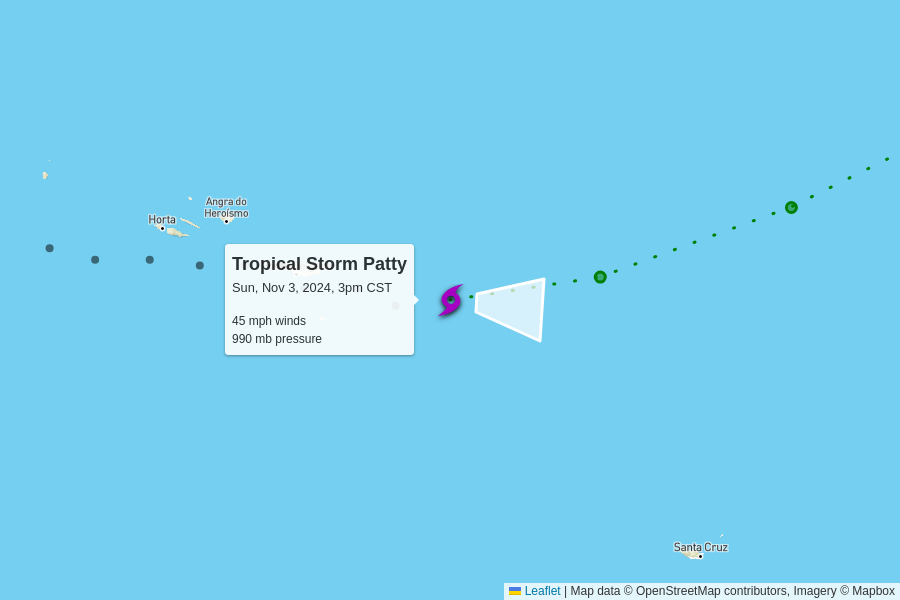 Angra do
Heroísmo
Horta
Tropical Storm Patty
Sun, Nov 3, 2024, 3pm CST
45 mph winds
990 mb pressure
Santa Cruz
Leaflet | Map data © OpenStreetMap contributors, Imagery © Mapbox